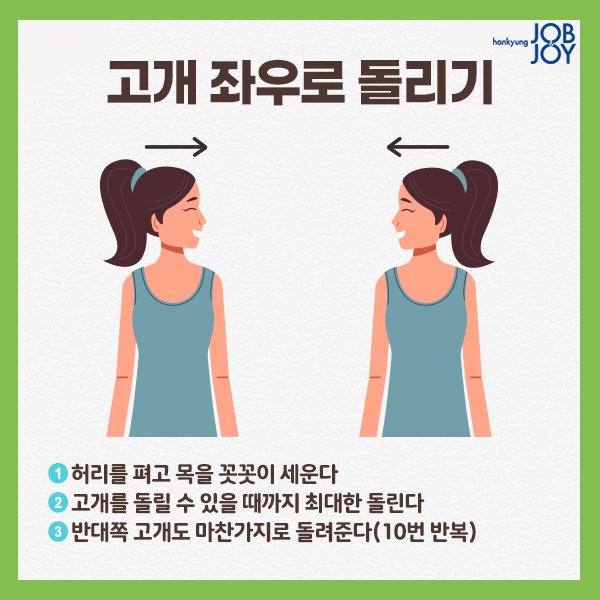 hankyung JOB
JOY
고개 좌우로 돌리기
1 허리를 펴고 목을 꼿꼿이 세운다
2 고개를 돌릴 수 있을 때까지 최대한 돌린다
3 반대쪽 고개도 마찬가지로 돌려준다(10번 반복)